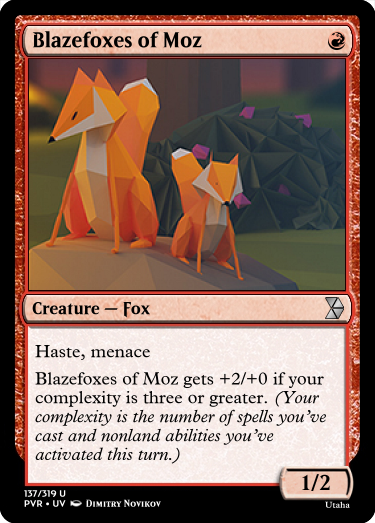 Blazefoxes of Moz
Creature — Fox
Haste, menace
Blazefoxes of Moz gets +2/+0 if your
complexity is three or greater. (Your
complexity is the number of spells you've
cast and nonland abilities you've
activated this turn.)
1/2
137/319 U
PVR • UV Dimitry Novikov
Utaha